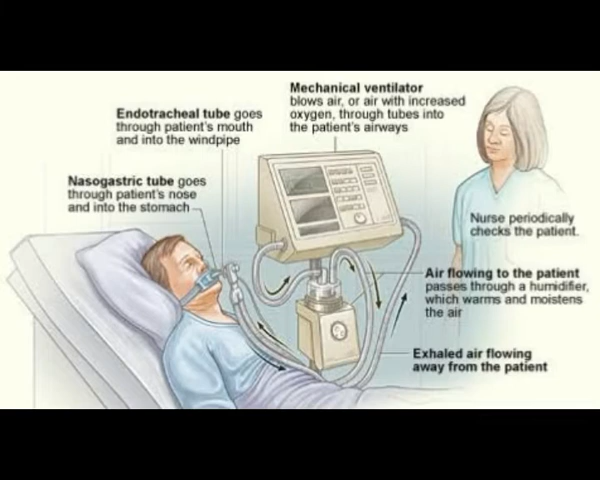 Mechanical ventilator
blows air, or air with increased
oxygen, through tubes into
the patient's airways
Endotracheal tube goes
through patient's mouth
and into the windpipe
Nasogastric tube goes
through patient's nose
and into the stomach
Nurse periodically
checks the patient.
Air flowing to the patient
passes through a humidifier,
which warms and moistens
the air
Exhaled air flowing
away from the patient